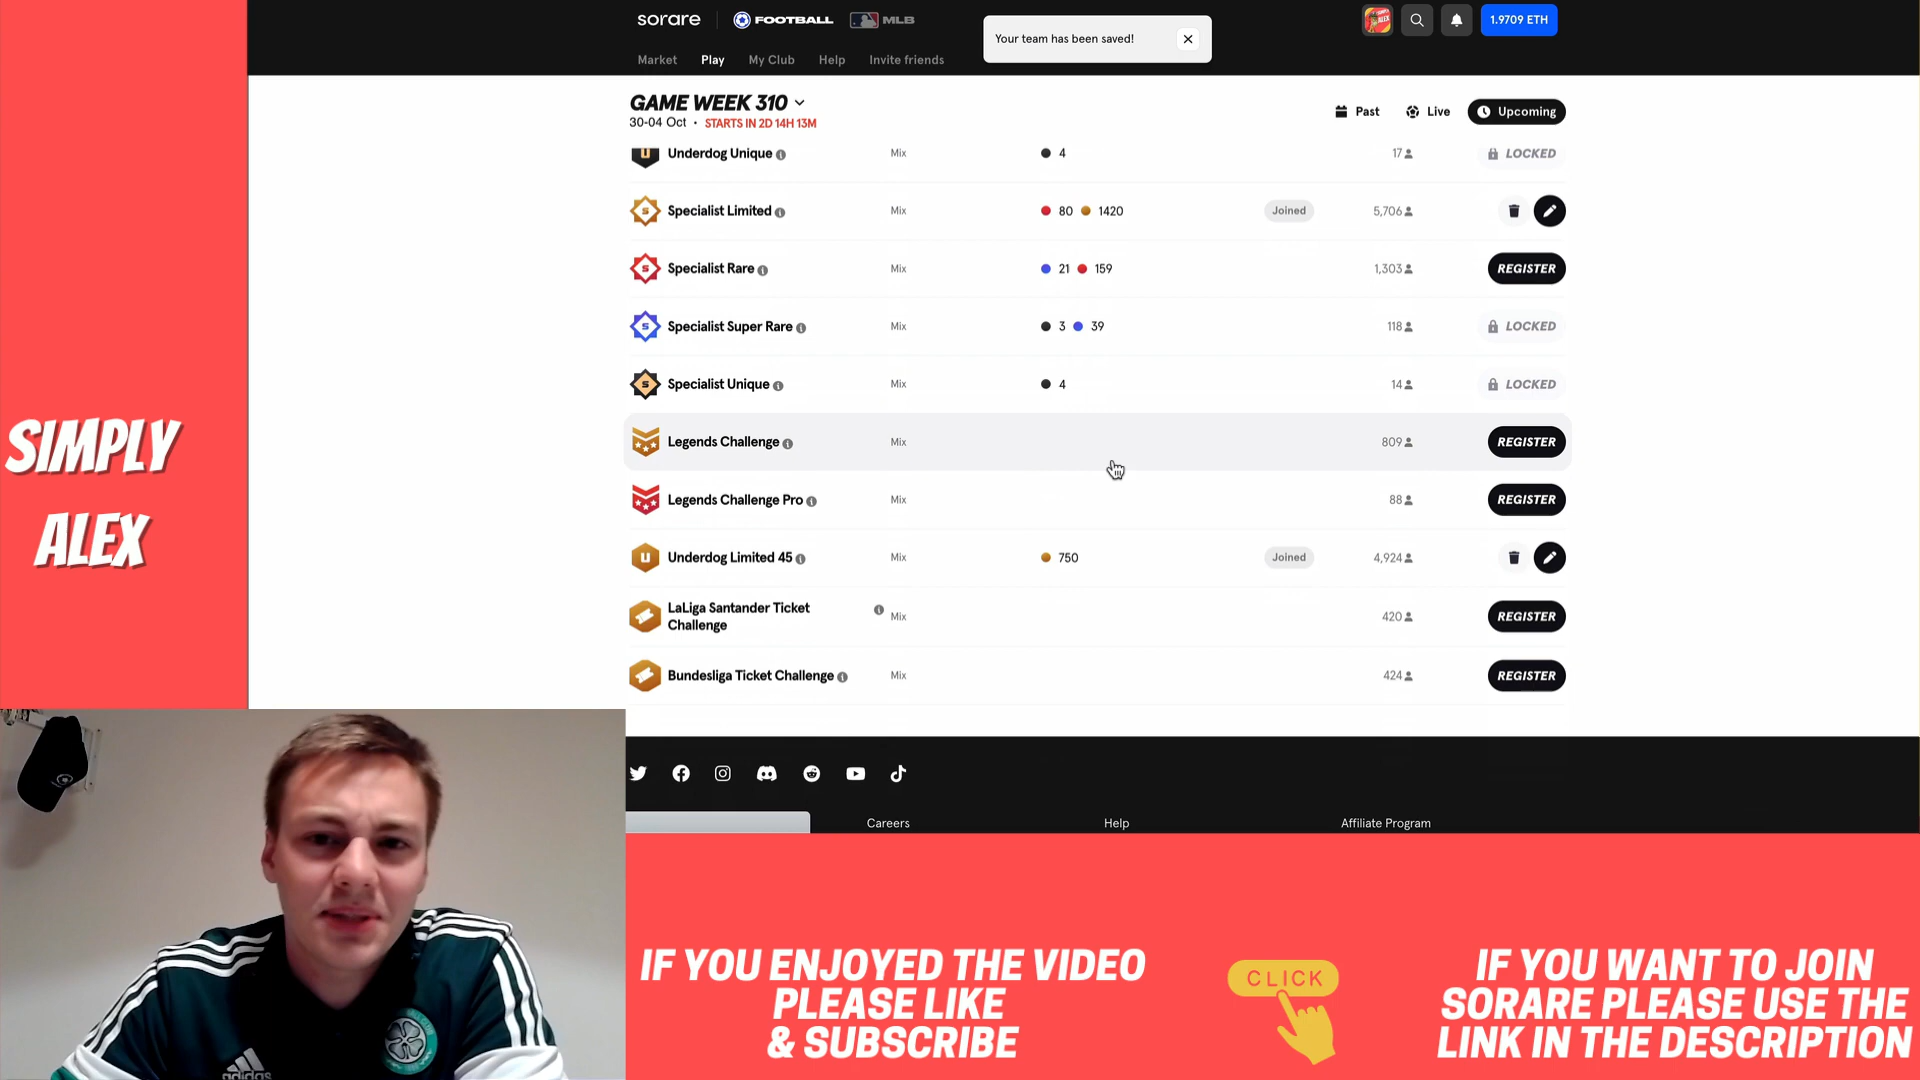 sorare FOOTBALL MLB
Your team has been saved!
1.9709 ETH
Market Play My Club Help Invite friends
GAME WEEK 310
30-04 Oct • STARTS IN 2D 14H 13M
Past Live Upcoming
Underdog Unique Mix 4 17 LOCKED
Specialist Limited Mix 80 1420 Joined 5,706
Specialist Rare Mix 21 159 1,303 REGISTER
Specialist Super Rare Mix 3 39 118 LOCKED
Specialist Unique Mix 4 14 LOCKED
Legends Challenge Mix 809 REGISTER
Legends Challenge Pro Mix 88 REGISTER
Underdog Limited 45 Mix 750 Joined 4,924
LaLiga Santander Ticket
Challenge Mix 420 REGISTER
Bundesliga Ticket Challenge Mix 424 REGISTER
Careers Help Affiliate Program
SIMPLY
ALEX
adidas
IF YOU ENJOYED THE VIDEO
PLEASE LIKE
& SUBSCRIBE
CLICK
IF YOU WANT TO JOIN
SORARE PLEASE USE THE
LINK IN THE DESCRIPTION